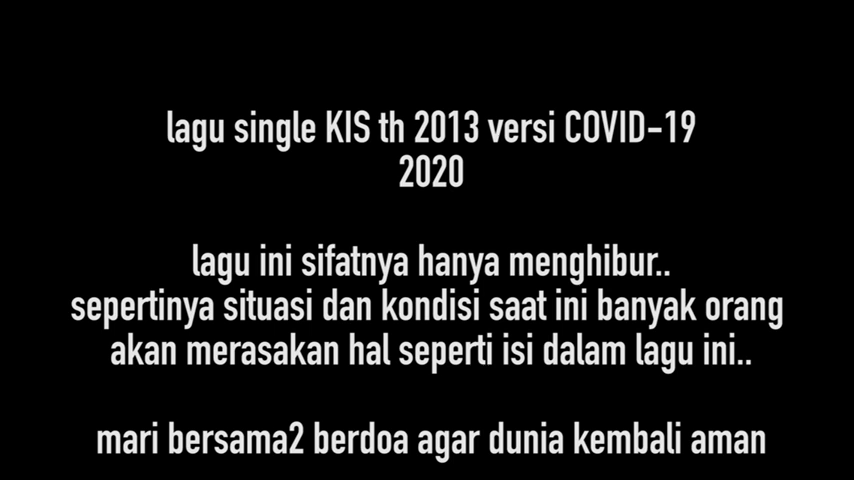 lagu single KIS th 2013 versi COVID-19
2020
lagu ini sifatnya hanya menghibur..
sepertinya situasi dan kondisi saat ini banyak orang
akan merasakan hal seperti isi dalam lagu ini..
mari bersama2 berdoa agar dunia kembali aman